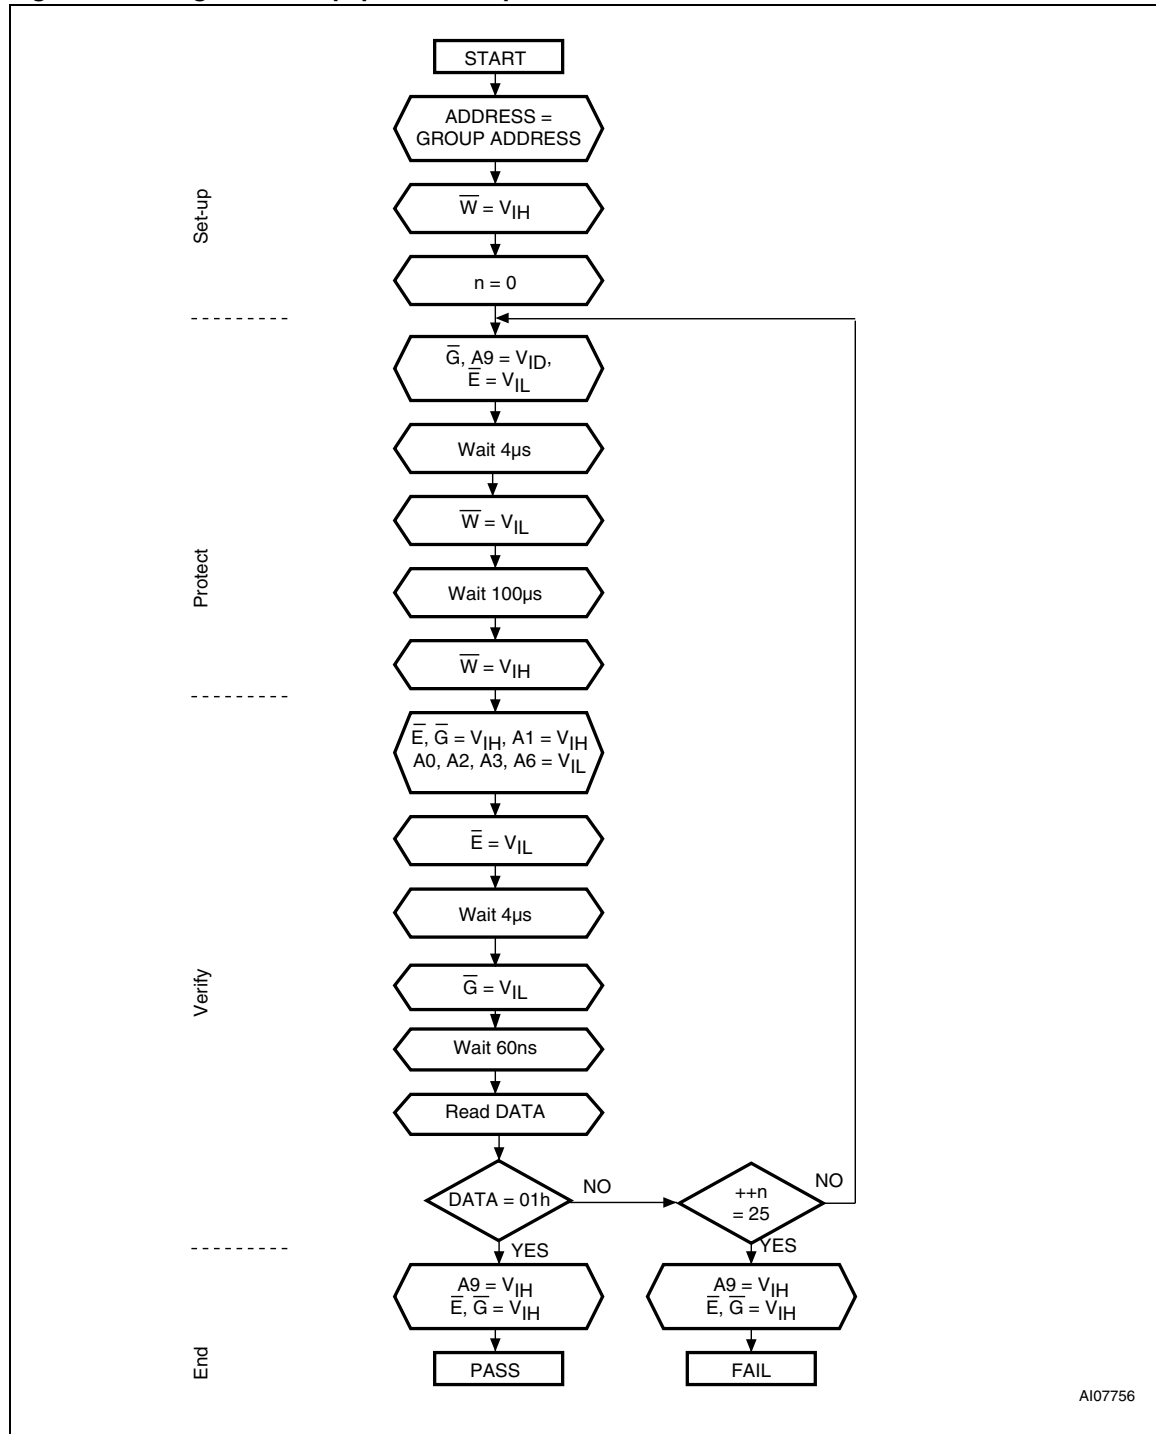 START
ADDRESS =
GROUP ADDRESS
W̅ = VIH
Set-up
n = 0
G̅, A9 = VID,
E̅ = VIL
Wait 4µs
W̅ = VIL
Protect
Wait 100µs
W̅ = VIH
E̅, G̅ = VIH, A1 = VIH
A0, A2, A3, A6 = VIL
E̅ = VIL
Wait 4µs
Verify
G̅ = VIL
Wait 60ns
Read DATA
DATA = 01h
NO
++n
= 25
NO
YES
YES
A9 = VIH
E̅, G̅ = VIH
A9 = VIH
E̅, G̅ = VIH
End
PASS
FAIL
AI07756